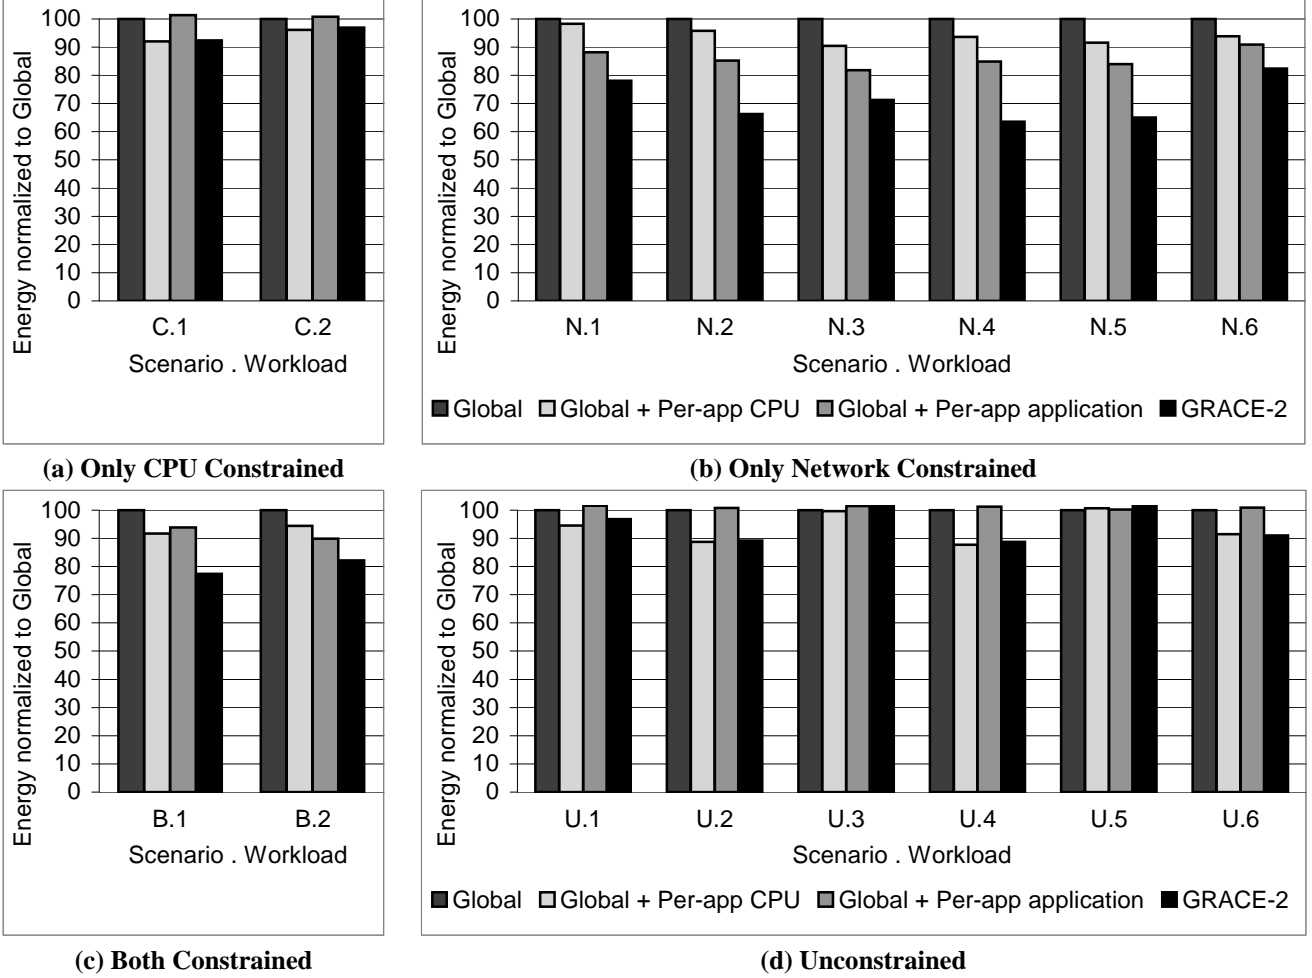 Energy normalized to Global
100
90
80
70
60
50
40
30
20
10
0
C.1 C.2
Scenario . Workload
(a) Only CPU Constrained
Energy normalized to Global
100
90
80
70
60
50
40
30
20
10
0
N.1 N.2 N.3 N.4 N.5 N.6
Scenario . Workload
Global Global + Per-app CPU Global + Per-app application GRACE-2
(b) Only Network Constrained
Energy normalized to Global
100
90
80
70
60
50
40
30
20
10
0
B.1 B.2
Scenario . Workload
(c) Both Constrained
Energy normalized to Global
100
90
80
70
60
50
40
30
20
10
0
U.1 U.2 U.3 U.4 U.5 U.6
Scenario . Workload
Global Global + Per-app CPU Global + Per-app application GRACE-2
(d) Unconstrained